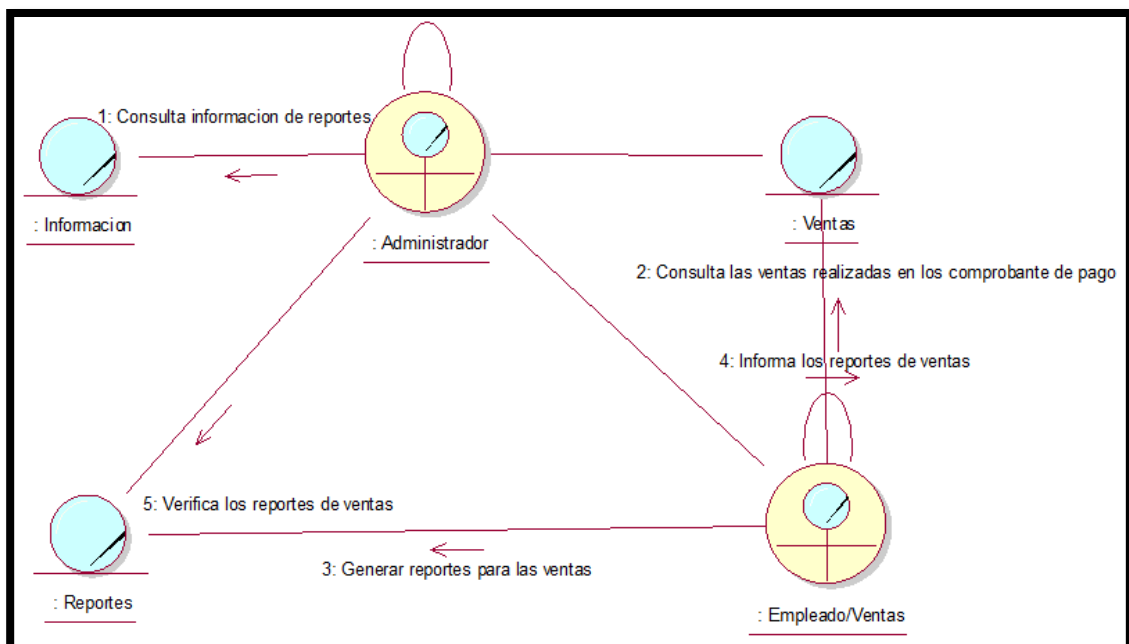 1: Consulta informacion de reportes
: Informacion
: Administrador
: Ventas
2: Consulta las ventas realizadas en los comprobante de pago
4: Informa los reportes de ventas
5: Verifica los reportes de ventas
3: Generar reportes para las ventas
: Reportes
: Empleado/Ventas